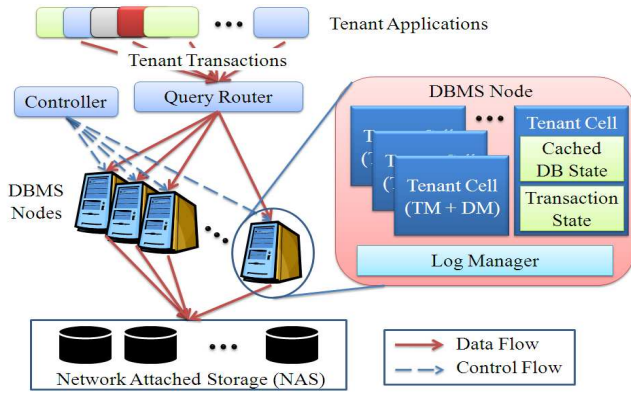 Tenant Applications
Tenant Transactions
Controller
Query Router
DBMS
Nodes
Network Attached Storage (NAS)
DBMS Node
Tenant Cell
(TM + DM)
Tenant Cell
Cached
DB State
Transaction
State
Log Manager
Data Flow
Control Flow